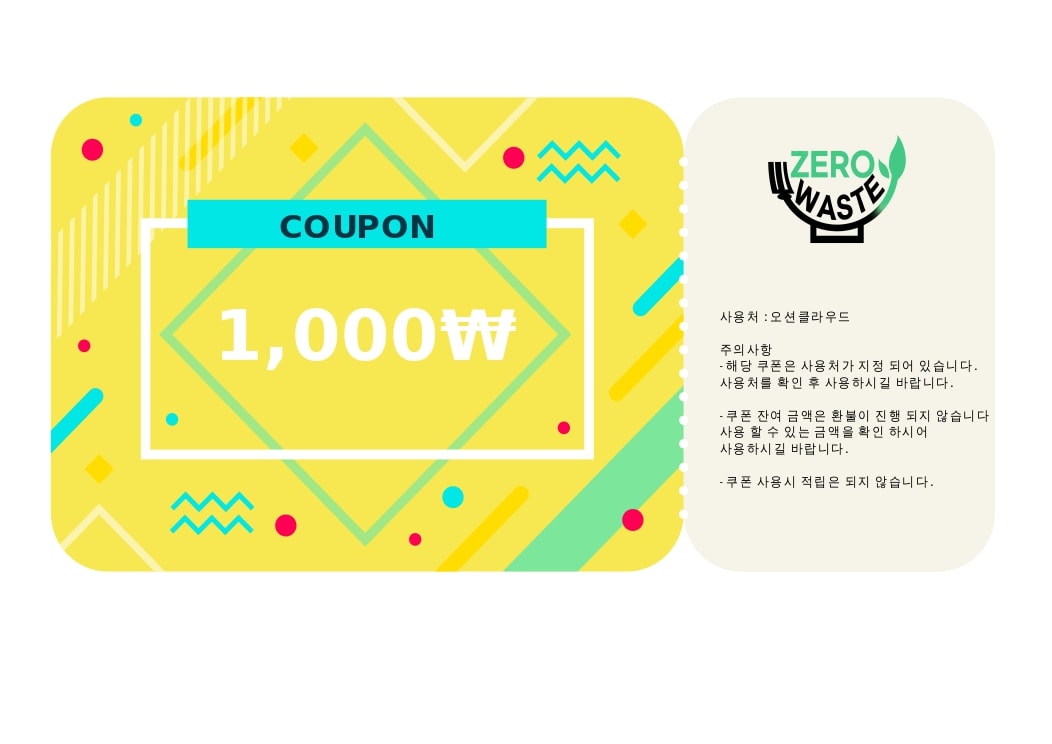 COUPON
1,000₩
ZERO
WASTE
사용처 : 오션클라우드
주의사항
- 해당 쿠폰은 사용처가 지정 되어 있습니다.
사용처를 확인 후 사용하시길 바랍니다.
- 쿠폰 잔여 금액은 환불이 진행 되지 않습니다
사용 할 수 있는 금액을 확인 하시어
사용하시길 바랍니다.
- 쿠폰 사용시 적립은 되지 않습니다.